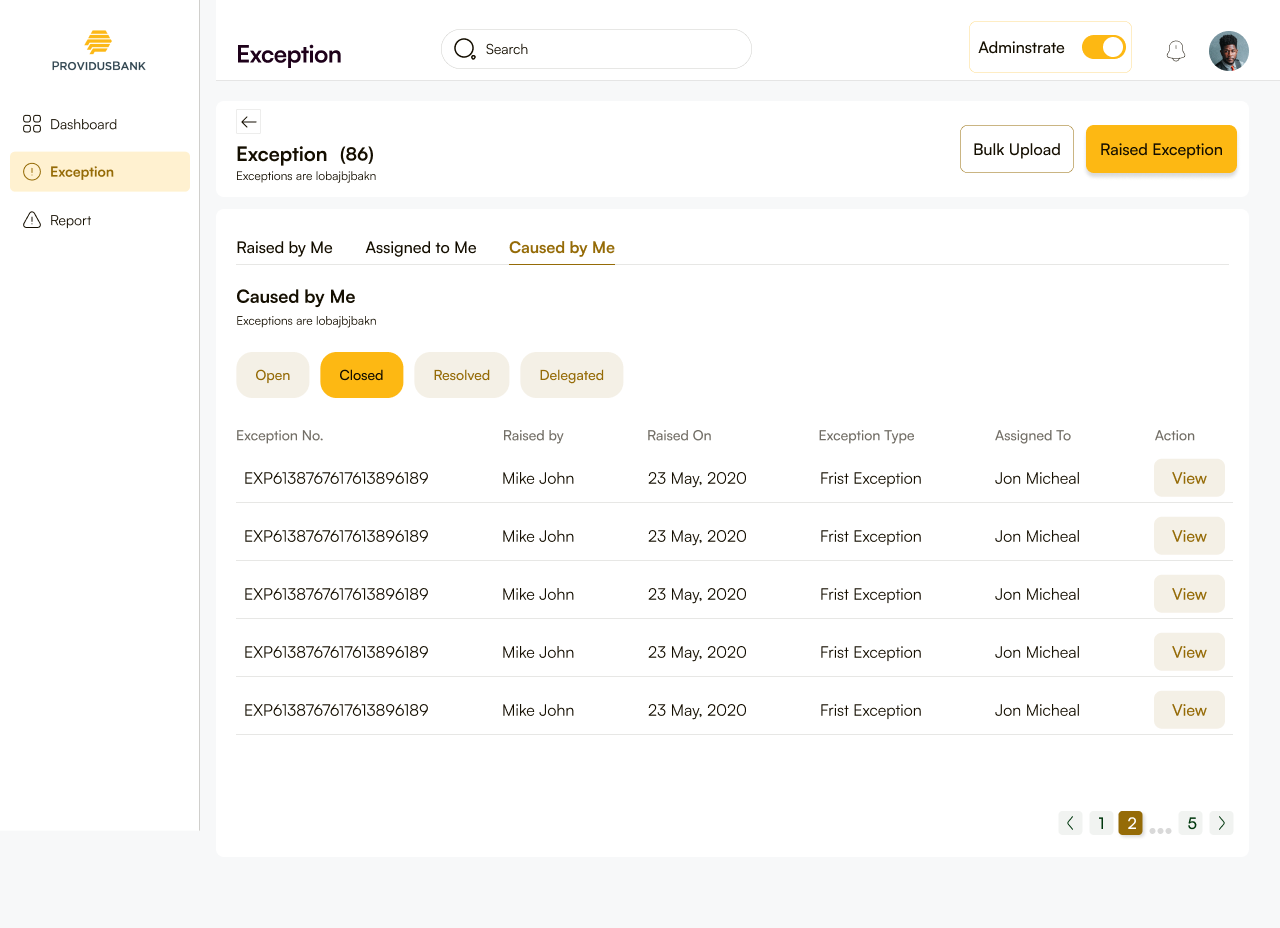 PROVIDUSBANK
Dashboard
Exception
Report
Exception
Search
Adminstrate
Exception (86)
Exceptions are lobajbjbakn
Bulk Upload
Raised Exception
Raised by Me Assigned to Me Caused by Me
Caused by Me
Exceptions are lobajbjbakn
Open Closed Resolved Delegated
Exception No. Raised by Raised On Exception Type Assigned To Action
EXP6138767617613896189 Mike John 23 May, 2020 Frist Exception Jon Micheal View
EXP6138767617613896189 Mike John 23 May, 2020 Frist Exception Jon Micheal View
EXP6138767617613896189 Mike John 23 May, 2020 Frist Exception Jon Micheal View
EXP6138767617613896189 Mike John 23 May, 2020 Frist Exception Jon Micheal View
EXP6138767617613896189 Mike John 23 May, 2020 Frist Exception Jon Micheal View
1 2 ... 5